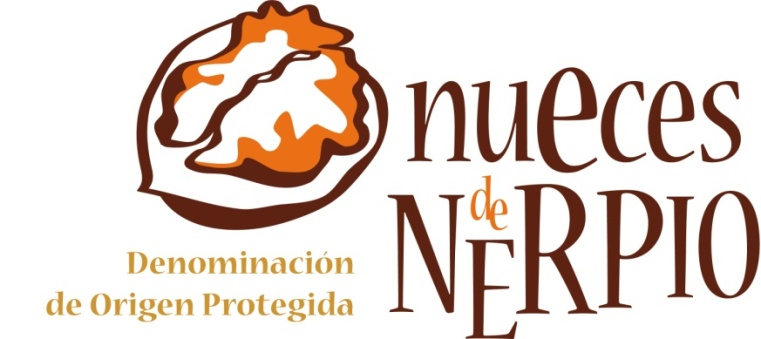 nueces
de
NERPIO
Denominación
de Origen Protegida